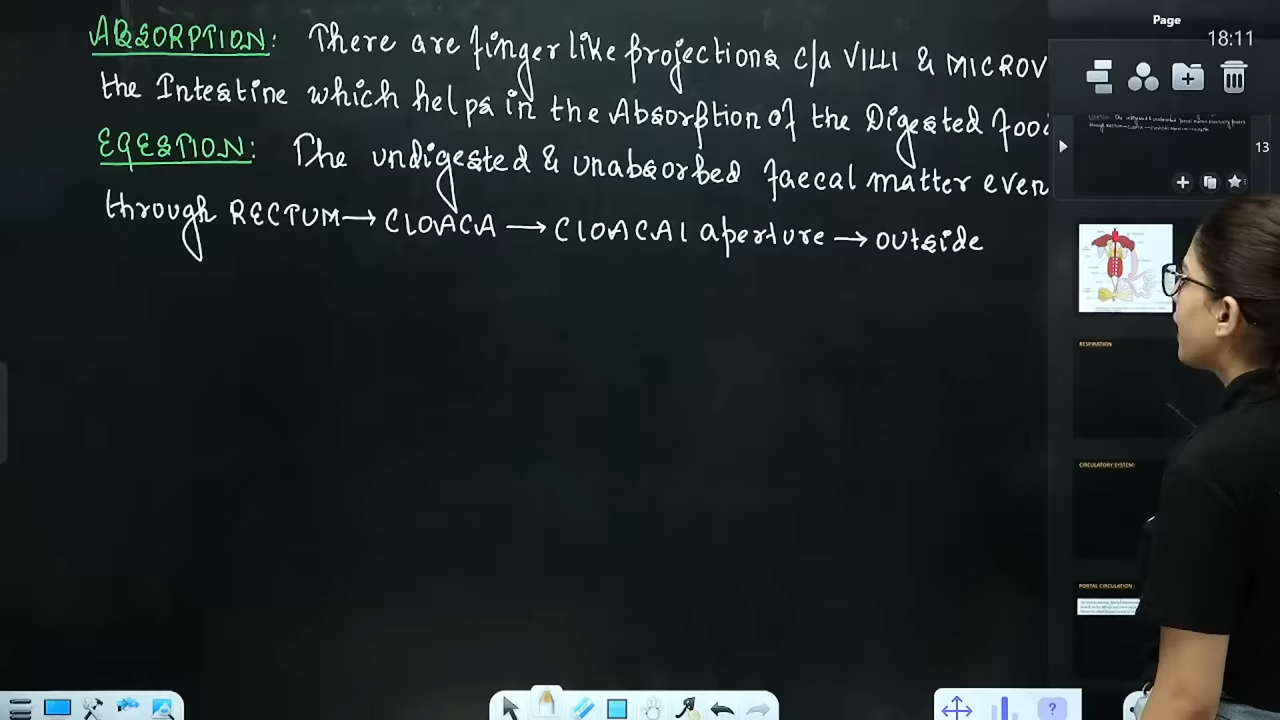 Page
18:11
ABSORPTION: There are finger like projections c/a VILLI & MICROV
the Intestine which helps in the Absorption of the Digested food
EGESTION: The undigested & unabsorbed faecal matter even
through RECTUM → CLOACA → CLOACAL aperture → outside
13
RESPIRATION
CIRCULATORY SYSTEM:
PORTAL CIRCULATION :
?